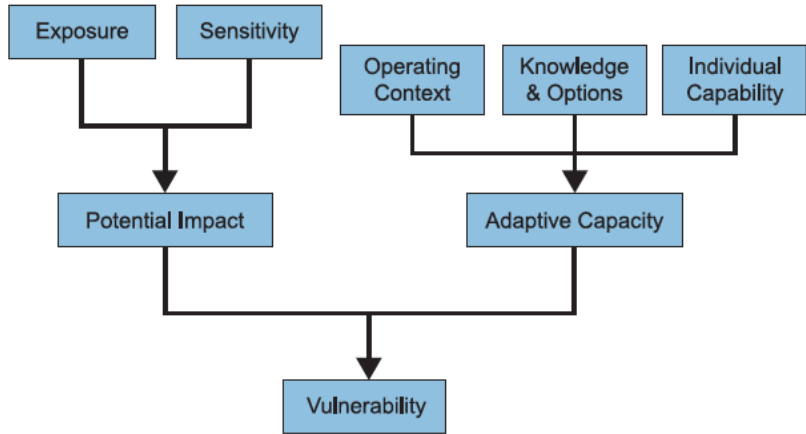 Exposure
Sensitivity
Operating
Context
Knowledge
& Options
Individual
Capability
Potential Impact
Adaptive Capacity
Vulnerability